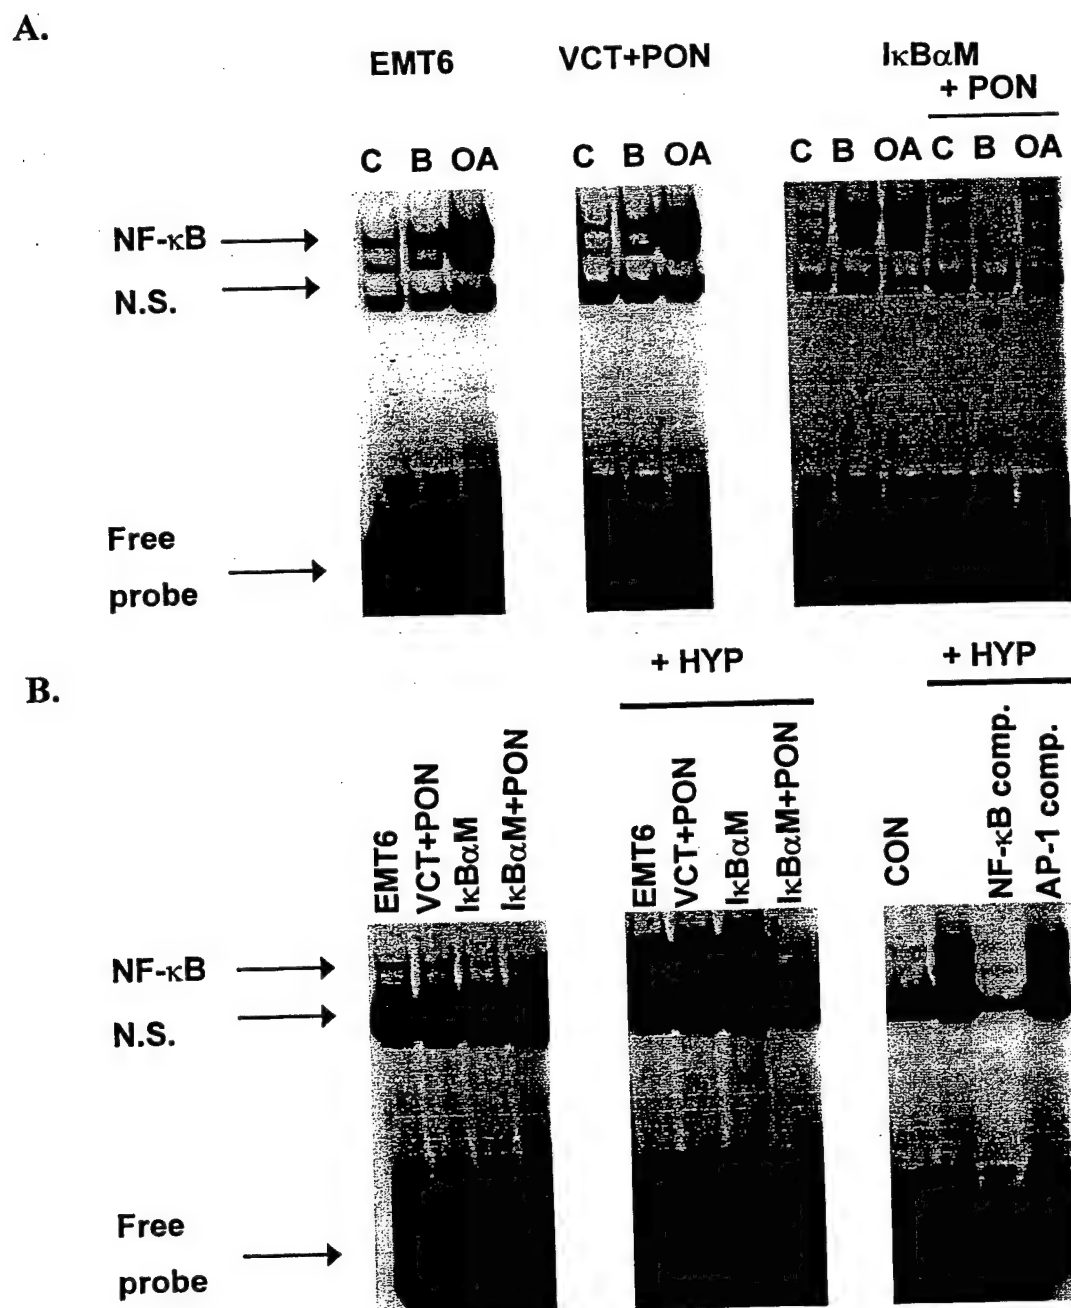 A.
EMT6 VCT+PON IκBαM
+ PON
C B OA C B OA C B OA C B OA
NF-κB
N.S.
Free
probe
+ HYP + HYP
B.
EMT6 VCT+PON IκBαM IκBαM+PON EMT6 VCT+PON IκBαM IκBαM+PON CON NF-κB comp. AP-1 comp.
NF-κB
N.S.
Free
probe